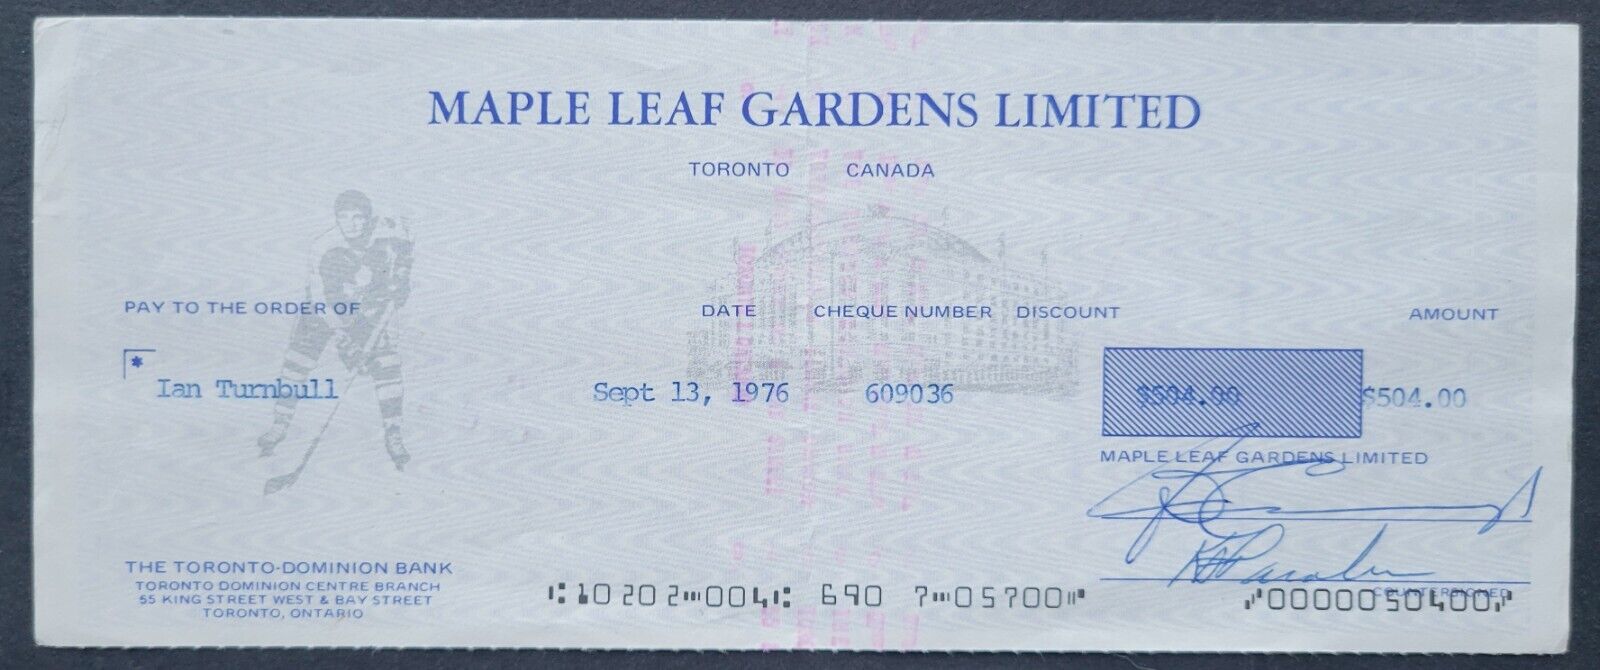 MAPLE LEAF GARDENS LIMITED
TORONTO CANADA
PAY TO THE ORDER OF DATE CHEQUE NUMBER DISCOUNT AMOUNT
* Ian Turnbull Sept 13, 1976 609036 $504.00 $504.00
MAPLE LEAF GARDENS LIMITED
COUNTERSIGNED
THE TORONTO-DOMINION BANK
TORONTO DOMINION CENTRE BRANCH
55 KING STREET WEST & BAY STREET
TORONTO, ONTARIO
⑆10202⑉004⑆ 690 7⑉05700⑈ ⑇0000050400⑇